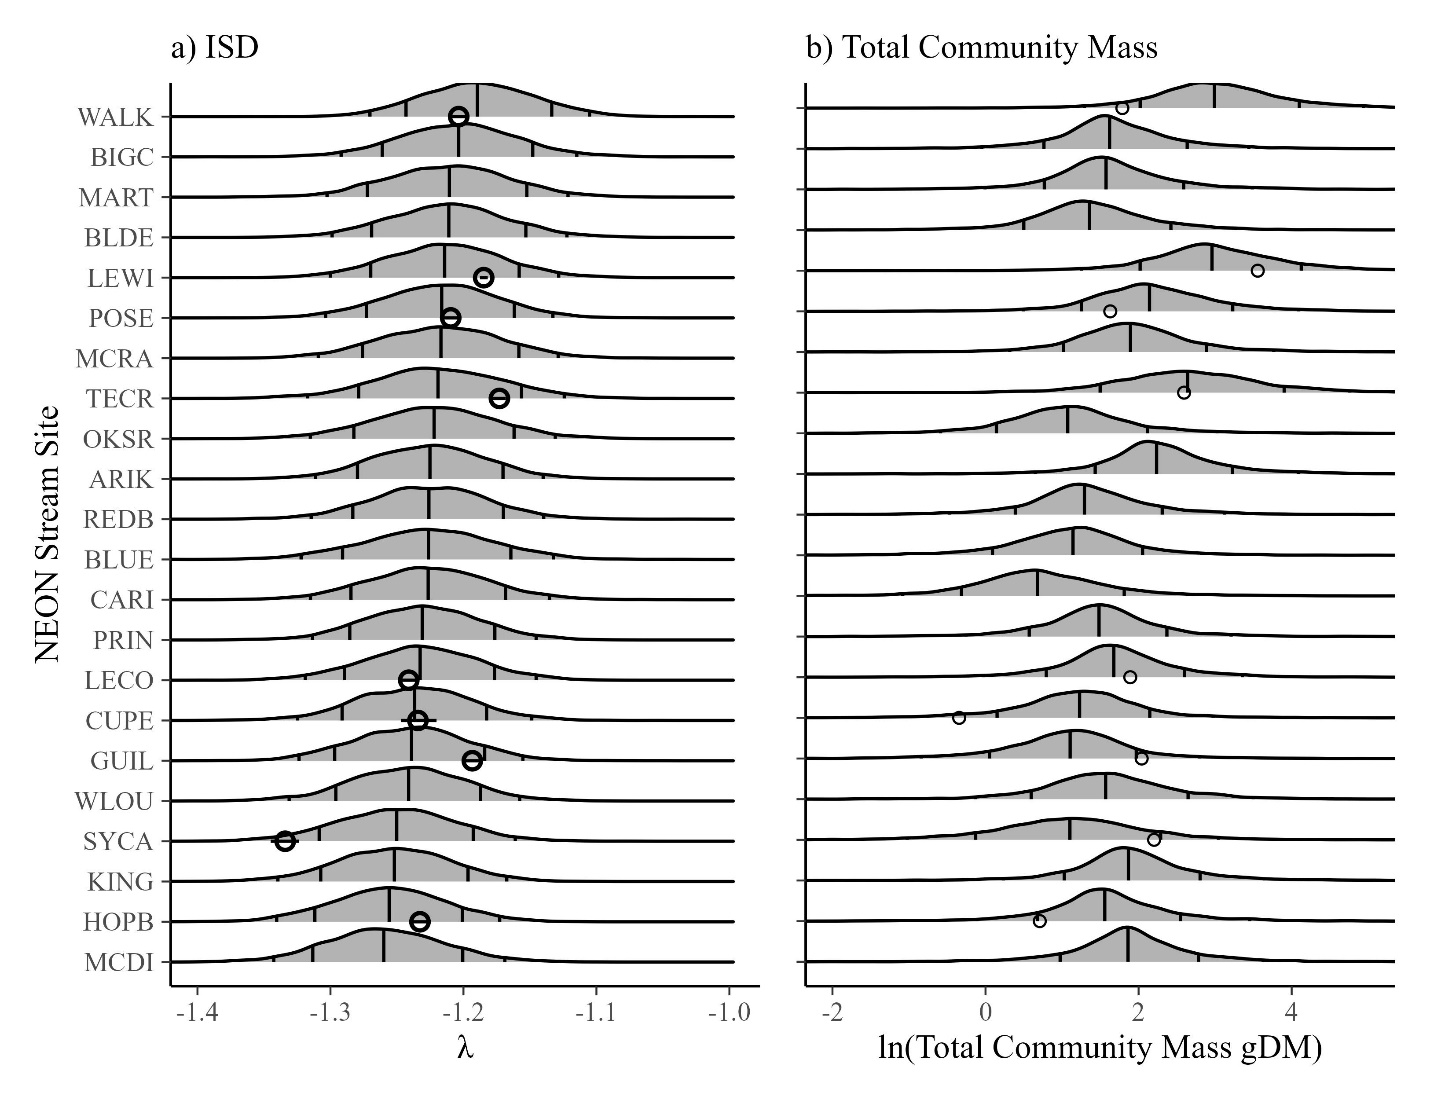 a) ISD
b) Total Community Mass
NEON Stream Site
WALK
BIGC
MART
BLDE
LEWI
POSE
MCRA
TECR
OKSR
ARIK
REDB
BLUE
CARI
PRIN
LECO
CUPE
GUIL
WLOU
SYCA
KING
HOPB
MCDI
-1.4 -1.3 -1.2 -1.1 -1.0
λ
-2 0 2 4
ln(Total Community Mass gDM)